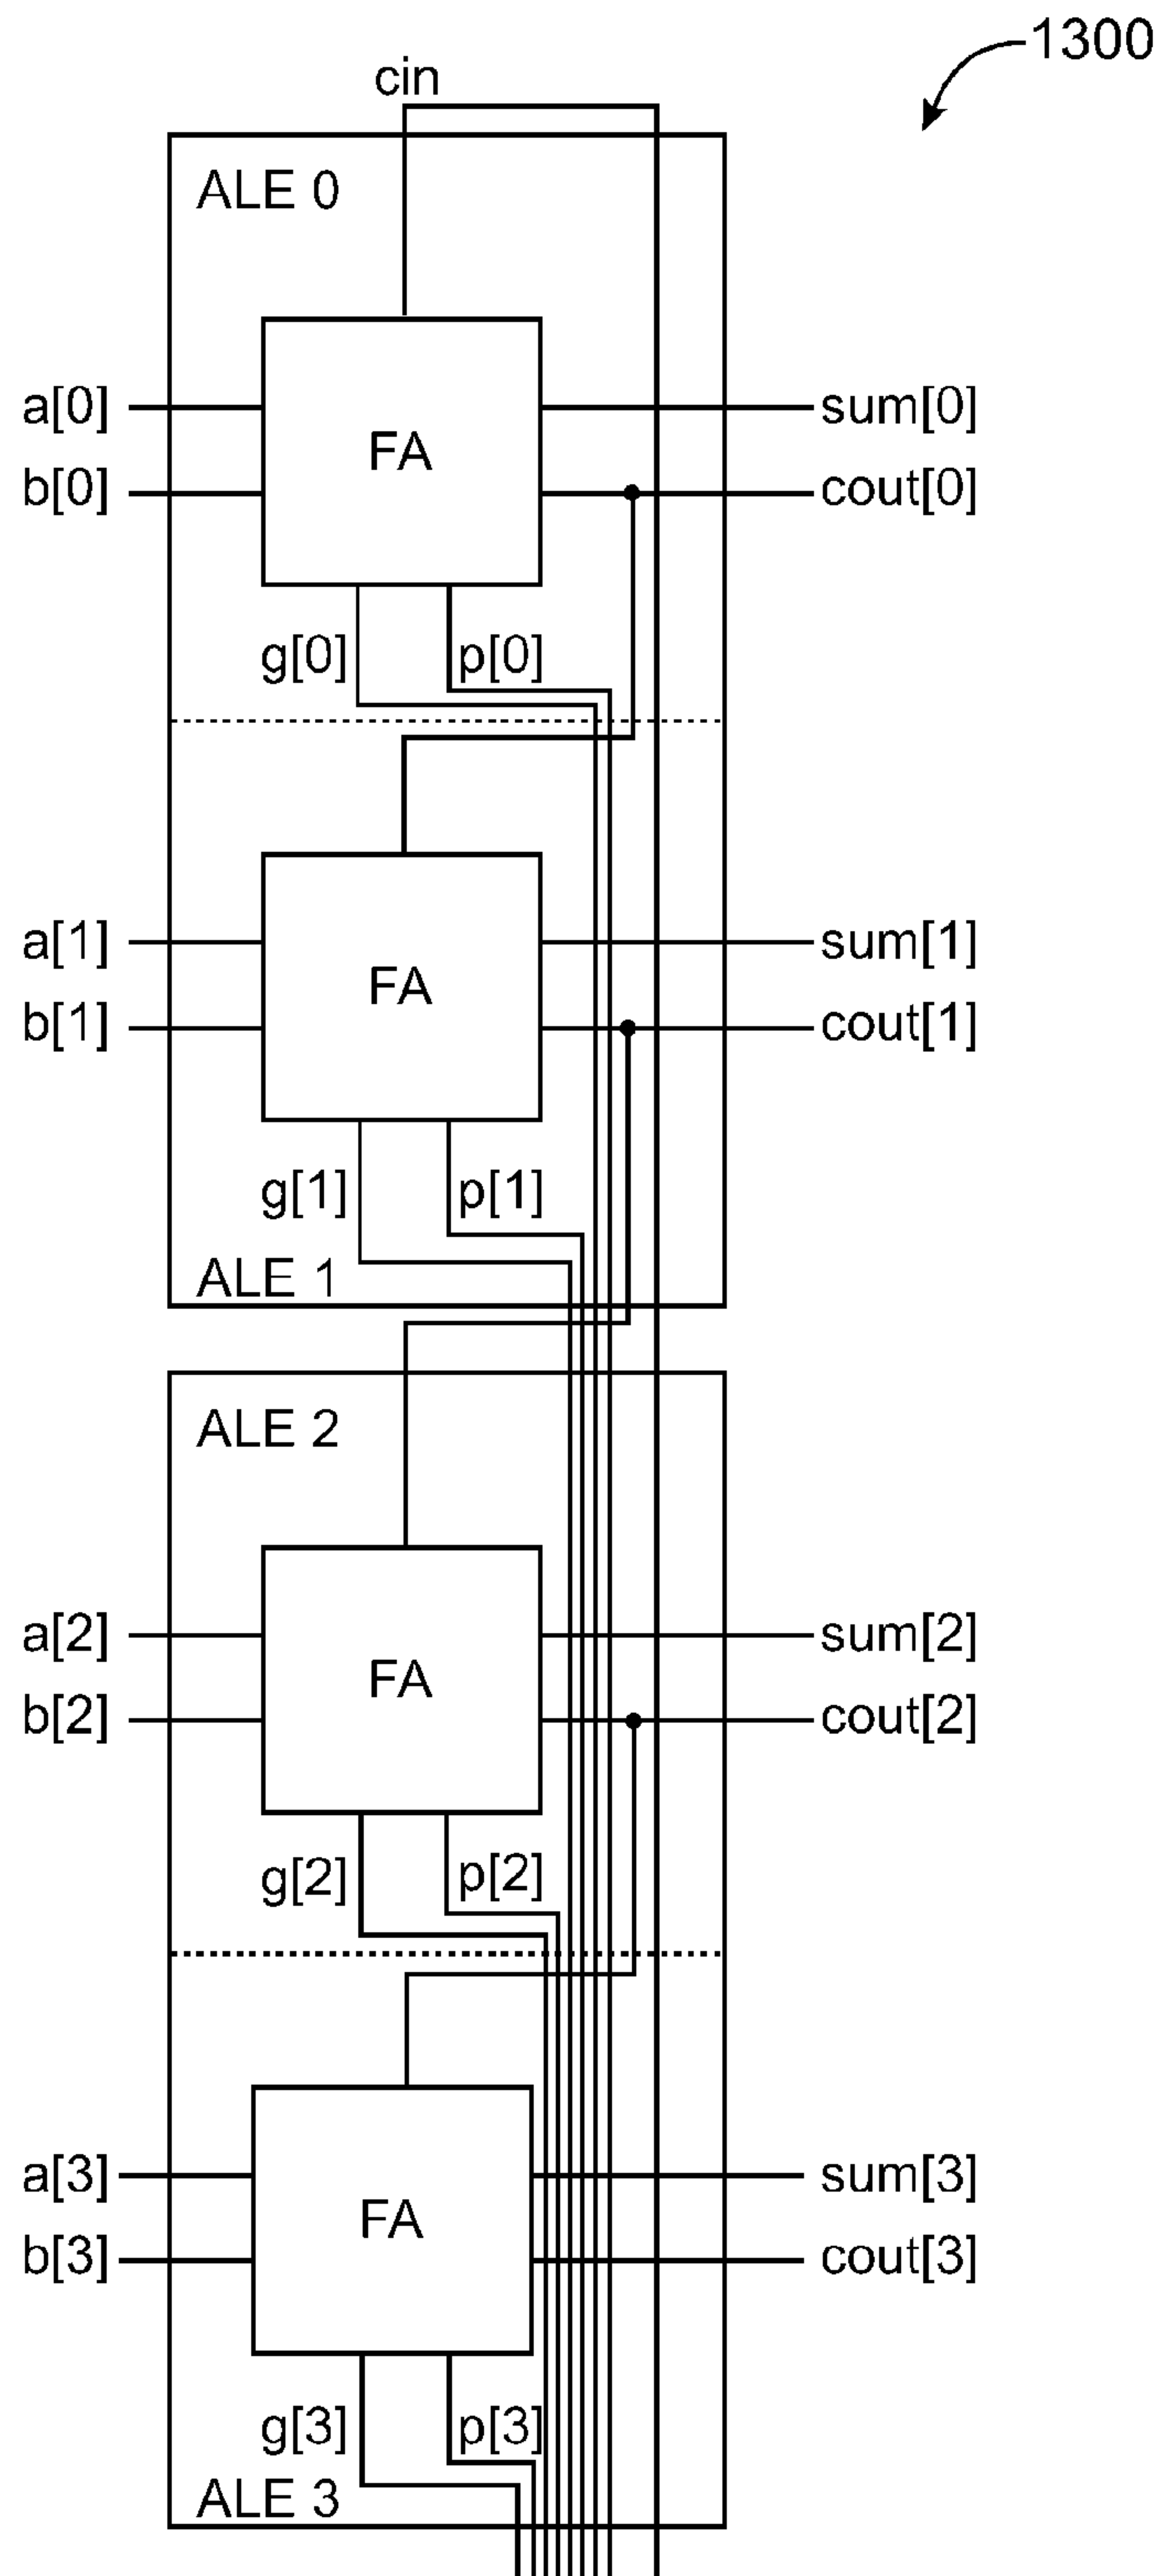 1300
cin
ALE 0
a[0] sum[0]
FA
b[0] cout[0]
g[0] p[0]
a[1] sum[1]
FA
b[1] cout[1]
g[1] p[1]
ALE 1
ALE 2
a[2] sum[2]
FA
b[2] cout[2]
g[2] p[2]
a[3] sum[3]
FA
b[3] cout[3]
g[3] p[3]
ALE 3